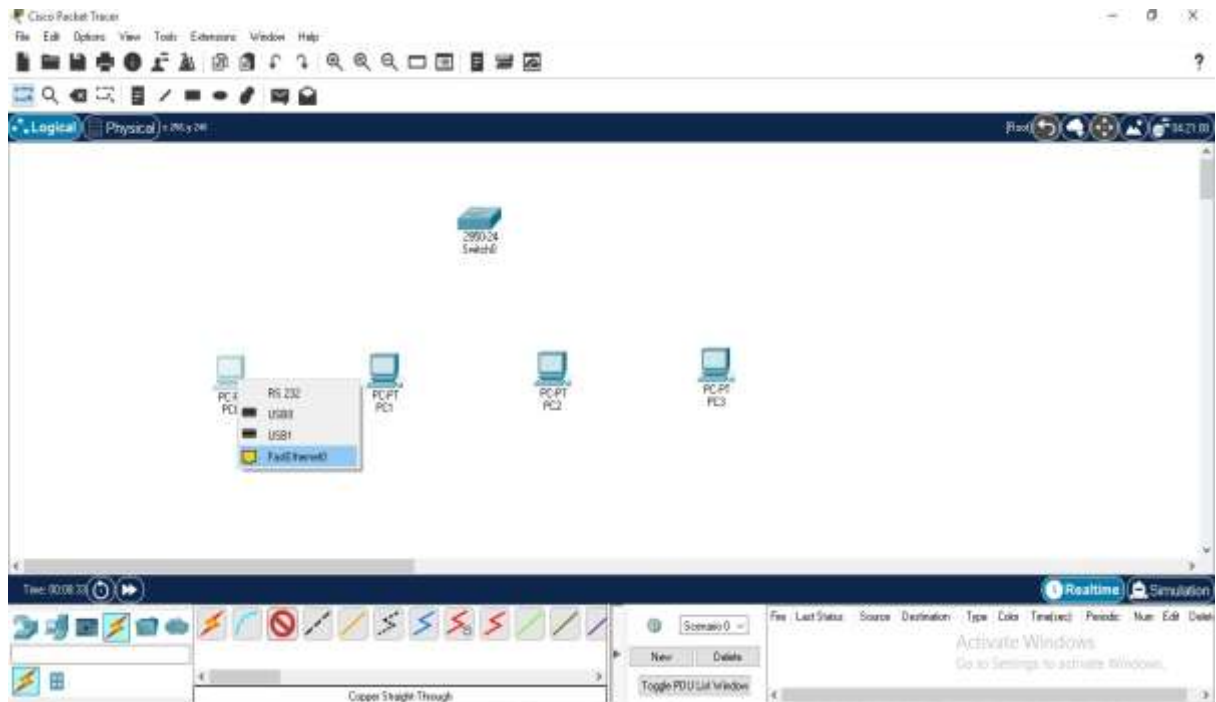 Cisco Packet Tracer
File Edit Options View Tools Extensions Window Help
?
Logical Physical
[Root]
2950-24
Switch0
RS 232
USB0
USB1
FastEthernet0
PC-PT
PC1
PC-PT
PC2
PC-PT
PC3
Realtime Simulation
Scenario 0
New Delete
Toggle PDU List Window
Fire Last Status Source Destination Type Color Time(sec) Periodic Num Edit
Activate Windows
Go to Settings to activate Windows.
Copper Straight-Through